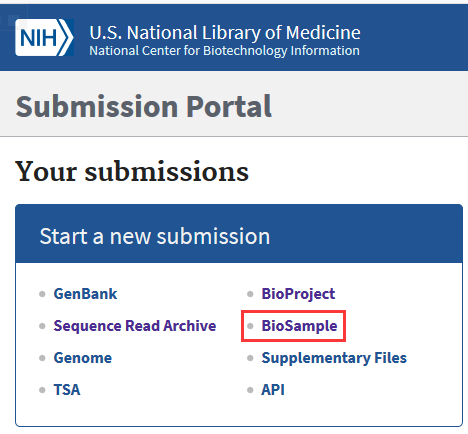 NIH
U.S. National Library of Medicine
National Center for Biotechnology Information
Submission Portal
Your submissions
Start a new submission
GenBank
BioProject
Sequence Read Archive
BioSample
Genome
Supplementary Files
TSA
API